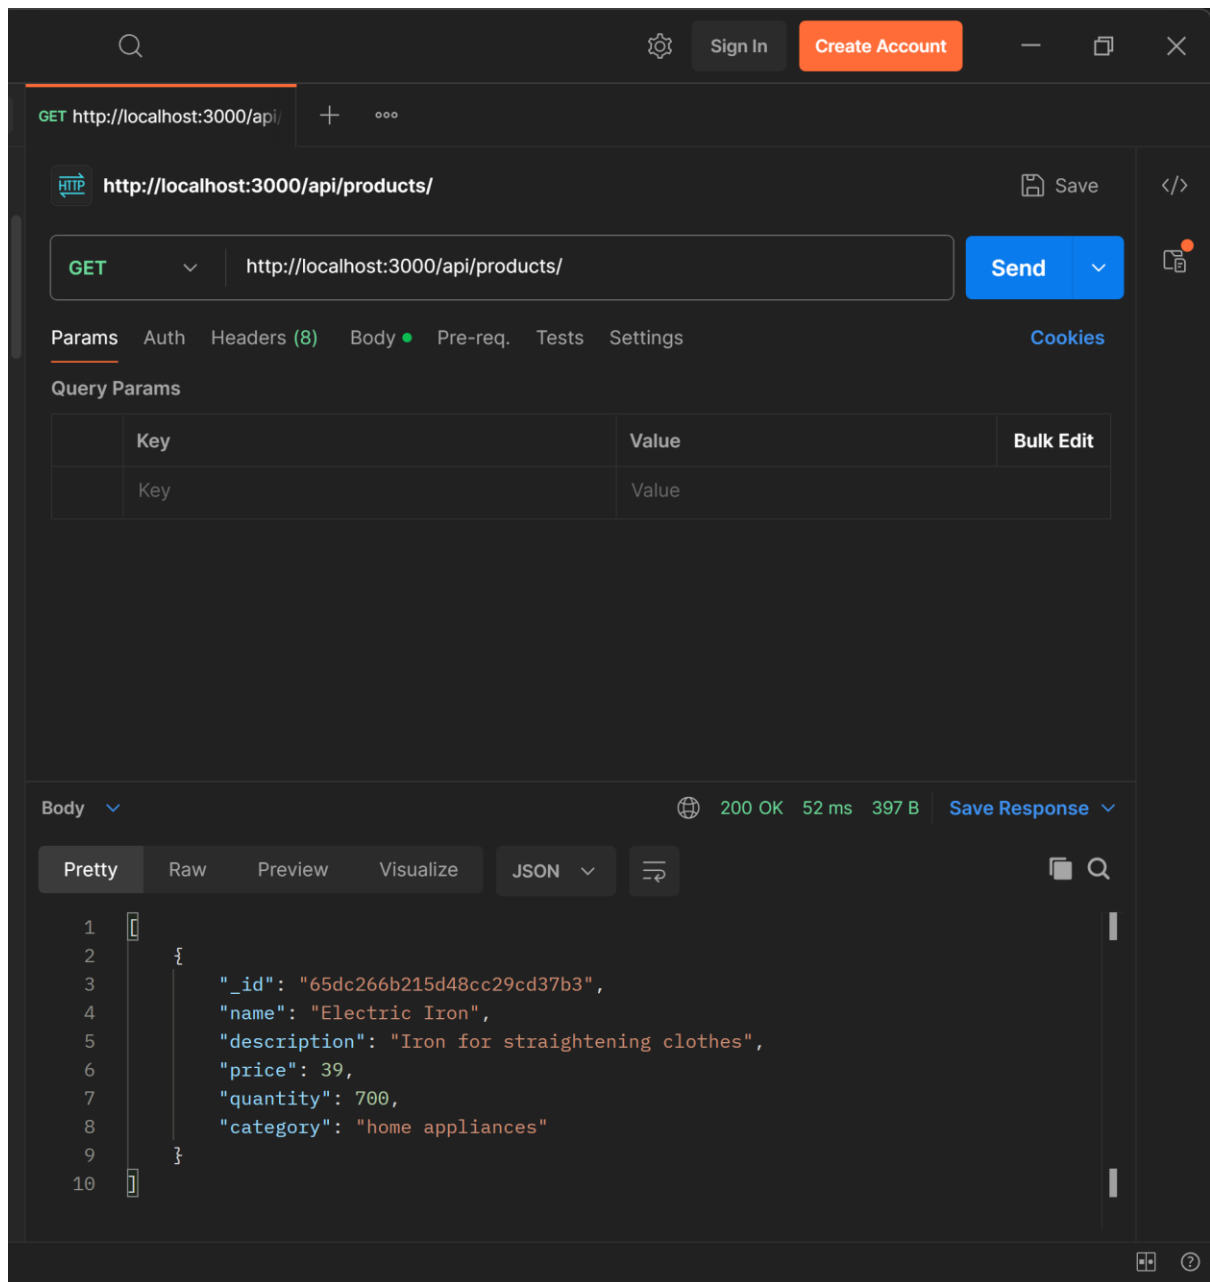 Sign In Create Account
GET http://localhost:3000/api/
HTTP http://localhost:3000/api/products/ Save </>
GET http://localhost:3000/api/products/ Send
Params Auth Headers (8) Body Pre-req. Tests Settings Cookies
Query Params
Key Value Bulk Edit
Key Value
Body 200 OK 52 ms 397 B Save Response
Pretty Raw Preview Visualize JSON
1 [
2 {
3 "_id": "65dc266b215d48cc29cd37b3",
4 "name": "Electric Iron",
5 "description": "Iron for straightening clothes",
6 "price": 39,
7 "quantity": 700,
8 "category": "home appliances"
9 }
10 ]